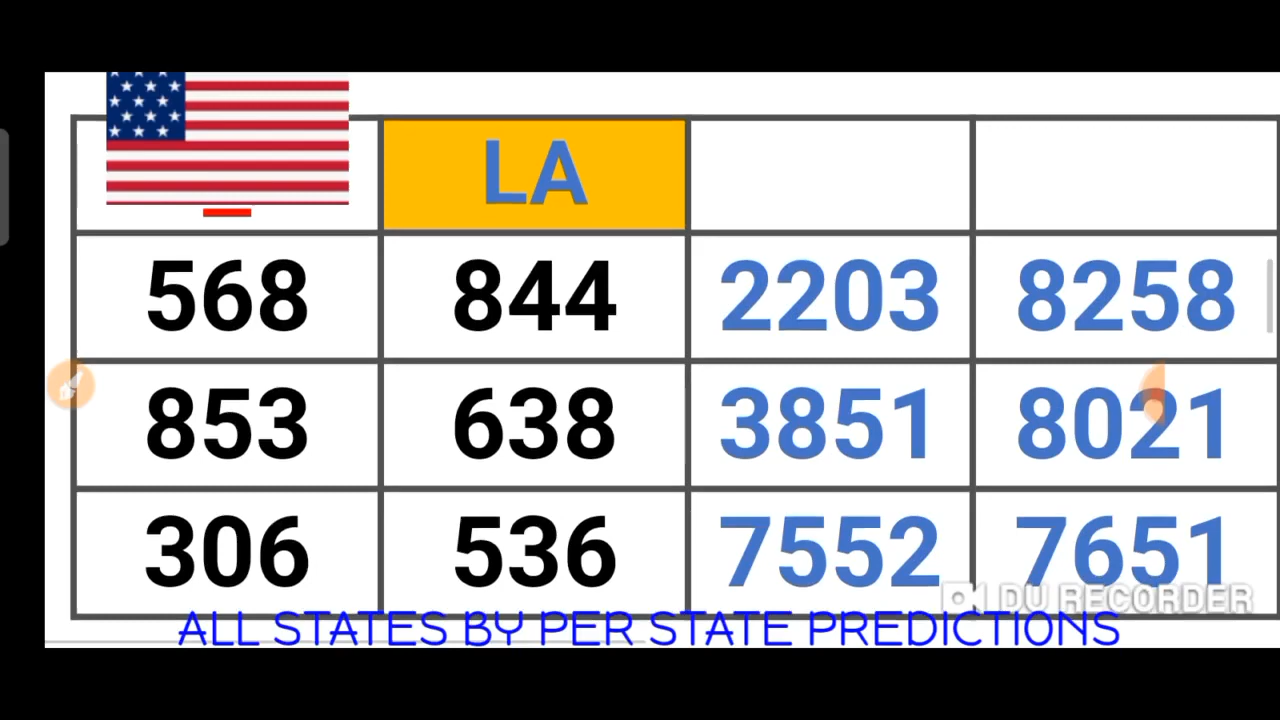 LA
568 844 2203 8258
853 638 3851 8021
306 536 7552 7651
DU RECORDER
ALL STATES BY PER STATE PREDICTIONS